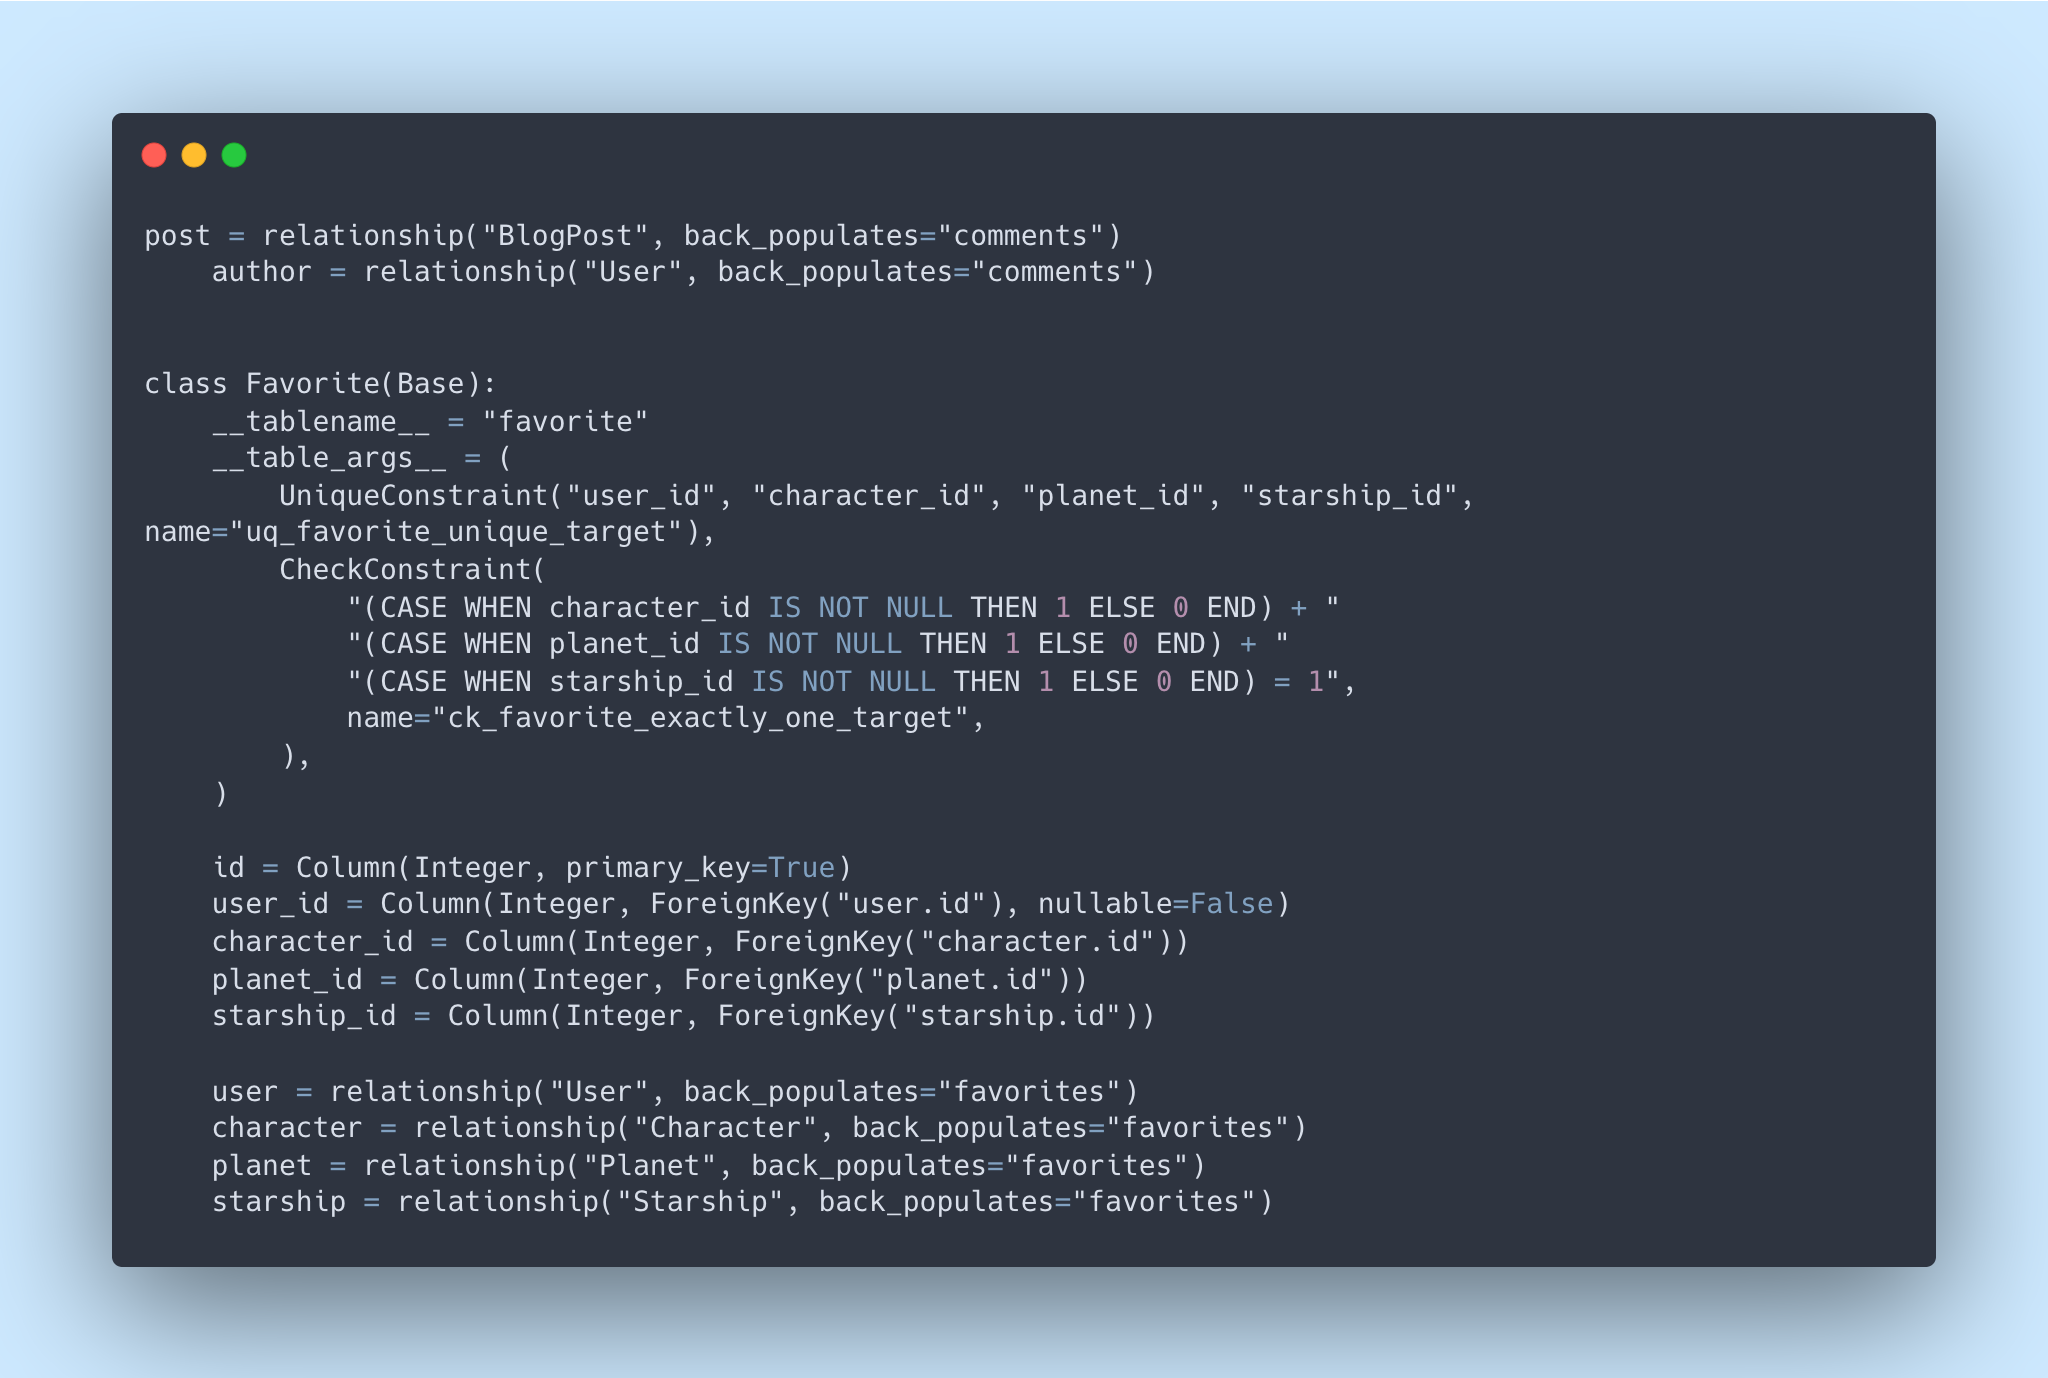 post = relationship("BlogPost", back_populates="comments")
    author = relationship("User", back_populates="comments")


class Favorite(Base):
    __tablename__ = "favorite"
    __table_args__ = (
        UniqueConstraint("user_id", "character_id", "planet_id", "starship_id",
name="uq_favorite_unique_target"),
        CheckConstraint(
            "(CASE WHEN character_id IS NOT NULL THEN 1 ELSE 0 END) + "
            "(CASE WHEN planet_id IS NOT NULL THEN 1 ELSE 0 END) + "
            "(CASE WHEN starship_id IS NOT NULL THEN 1 ELSE 0 END) = 1",
            name="ck_favorite_exactly_one_target",
        ),
    )

    id = Column(Integer, primary_key=True)
    user_id = Column(Integer, ForeignKey("user.id"), nullable=False)
    character_id = Column(Integer, ForeignKey("character.id"))
    planet_id = Column(Integer, ForeignKey("planet.id"))
    starship_id = Column(Integer, ForeignKey("starship.id"))

    user = relationship("User", back_populates="favorites")
    character = relationship("Character", back_populates="favorites")
    planet = relationship("Planet", back_populates="favorites")
    starship = relationship("Starship", back_populates="favorites")